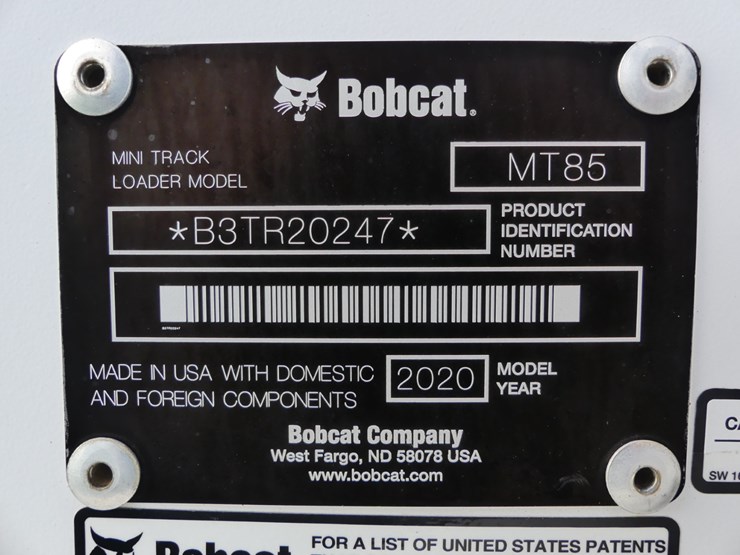 Bobcat®
MINI TRACK
LOADER MODEL
MT85
*B3TR20247*
PRODUCT
IDENTIFICATION
NUMBER
MADE IN USA WITH DOMESTIC
AND FOREIGN COMPONENTS
2020
MODEL
YEAR
Bobcat Company
West Fargo, ND 58078 USA
www.bobcat.com
Bobcat
FOR A LIST OF UNITED STATES PATENTS